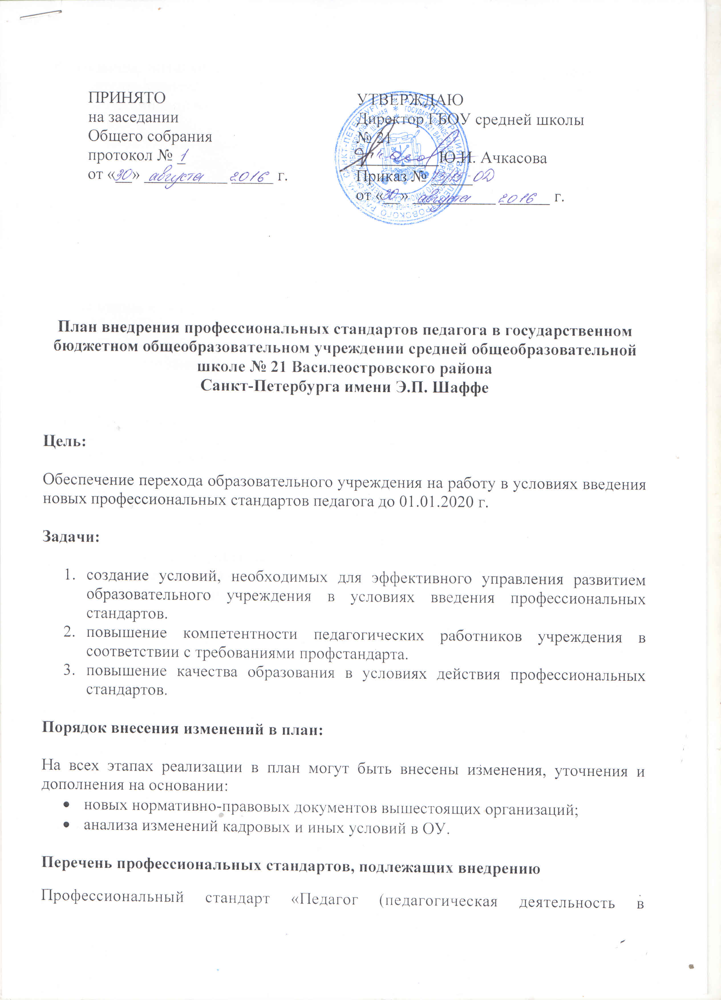 ПРИНЯТО
на заседании
Общего собрания
протокол № 1
от «30» августа 2016 г.
УТВЕРЖДАЮ
Директор ГБОУ средней школы
№ 21
Ю.И. Ачкасова
Приказ № -ОД
от «30» августа 2016 г.
План внедрения профессиональных стандартов педагога в государственном
бюджетном общеобразовательном учреждении средней общеобразовательной
школе № 21 Василеостровского района
Санкт-Петербурга имени Э.П. Шаффе
Цель:
Обеспечение перехода образовательного учреждения на работу в условиях введения
новых профессиональных стандартов педагога до 01.01.2020 г.
Задачи:
1. создание условий, необходимых для эффективного управления развитием
образовательного учреждения в условиях введения профессиональных
стандартов.
2. повышение компетентности педагогических работников учреждения в
соответствии с требованиями профстандарта.
3. повышение качества образования в условиях действия профессиональных
стандартов.
Порядок внесения изменений в план:
На всех этапах реализации в план могут быть внесены изменения, уточнения и
дополнения на основании:
• новых нормативно-правовых документов вышестоящих организаций;
• анализа изменений кадровых и иных условий в ОУ.
Перечень профессиональных стандартов, подлежащих внедрению
Профессиональный стандарт «Педагог (педагогическая деятельность в